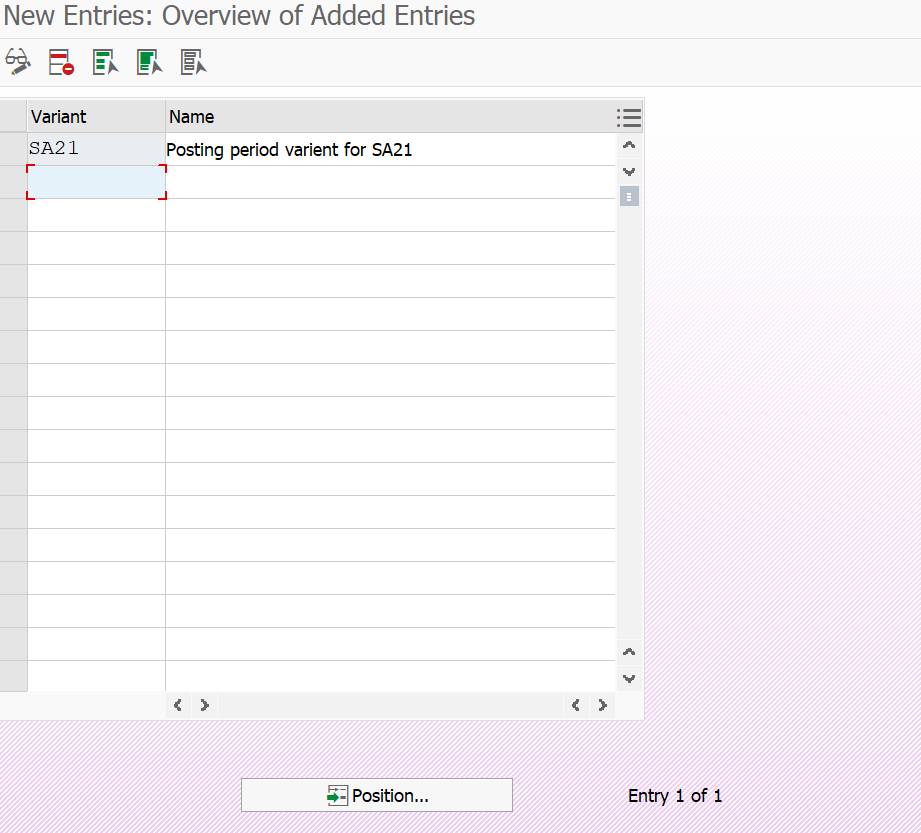 New Entries: Overview of Added Entries
Variant Name
SA21 Posting period varient for SA21
Position...
Entry 1 of 1